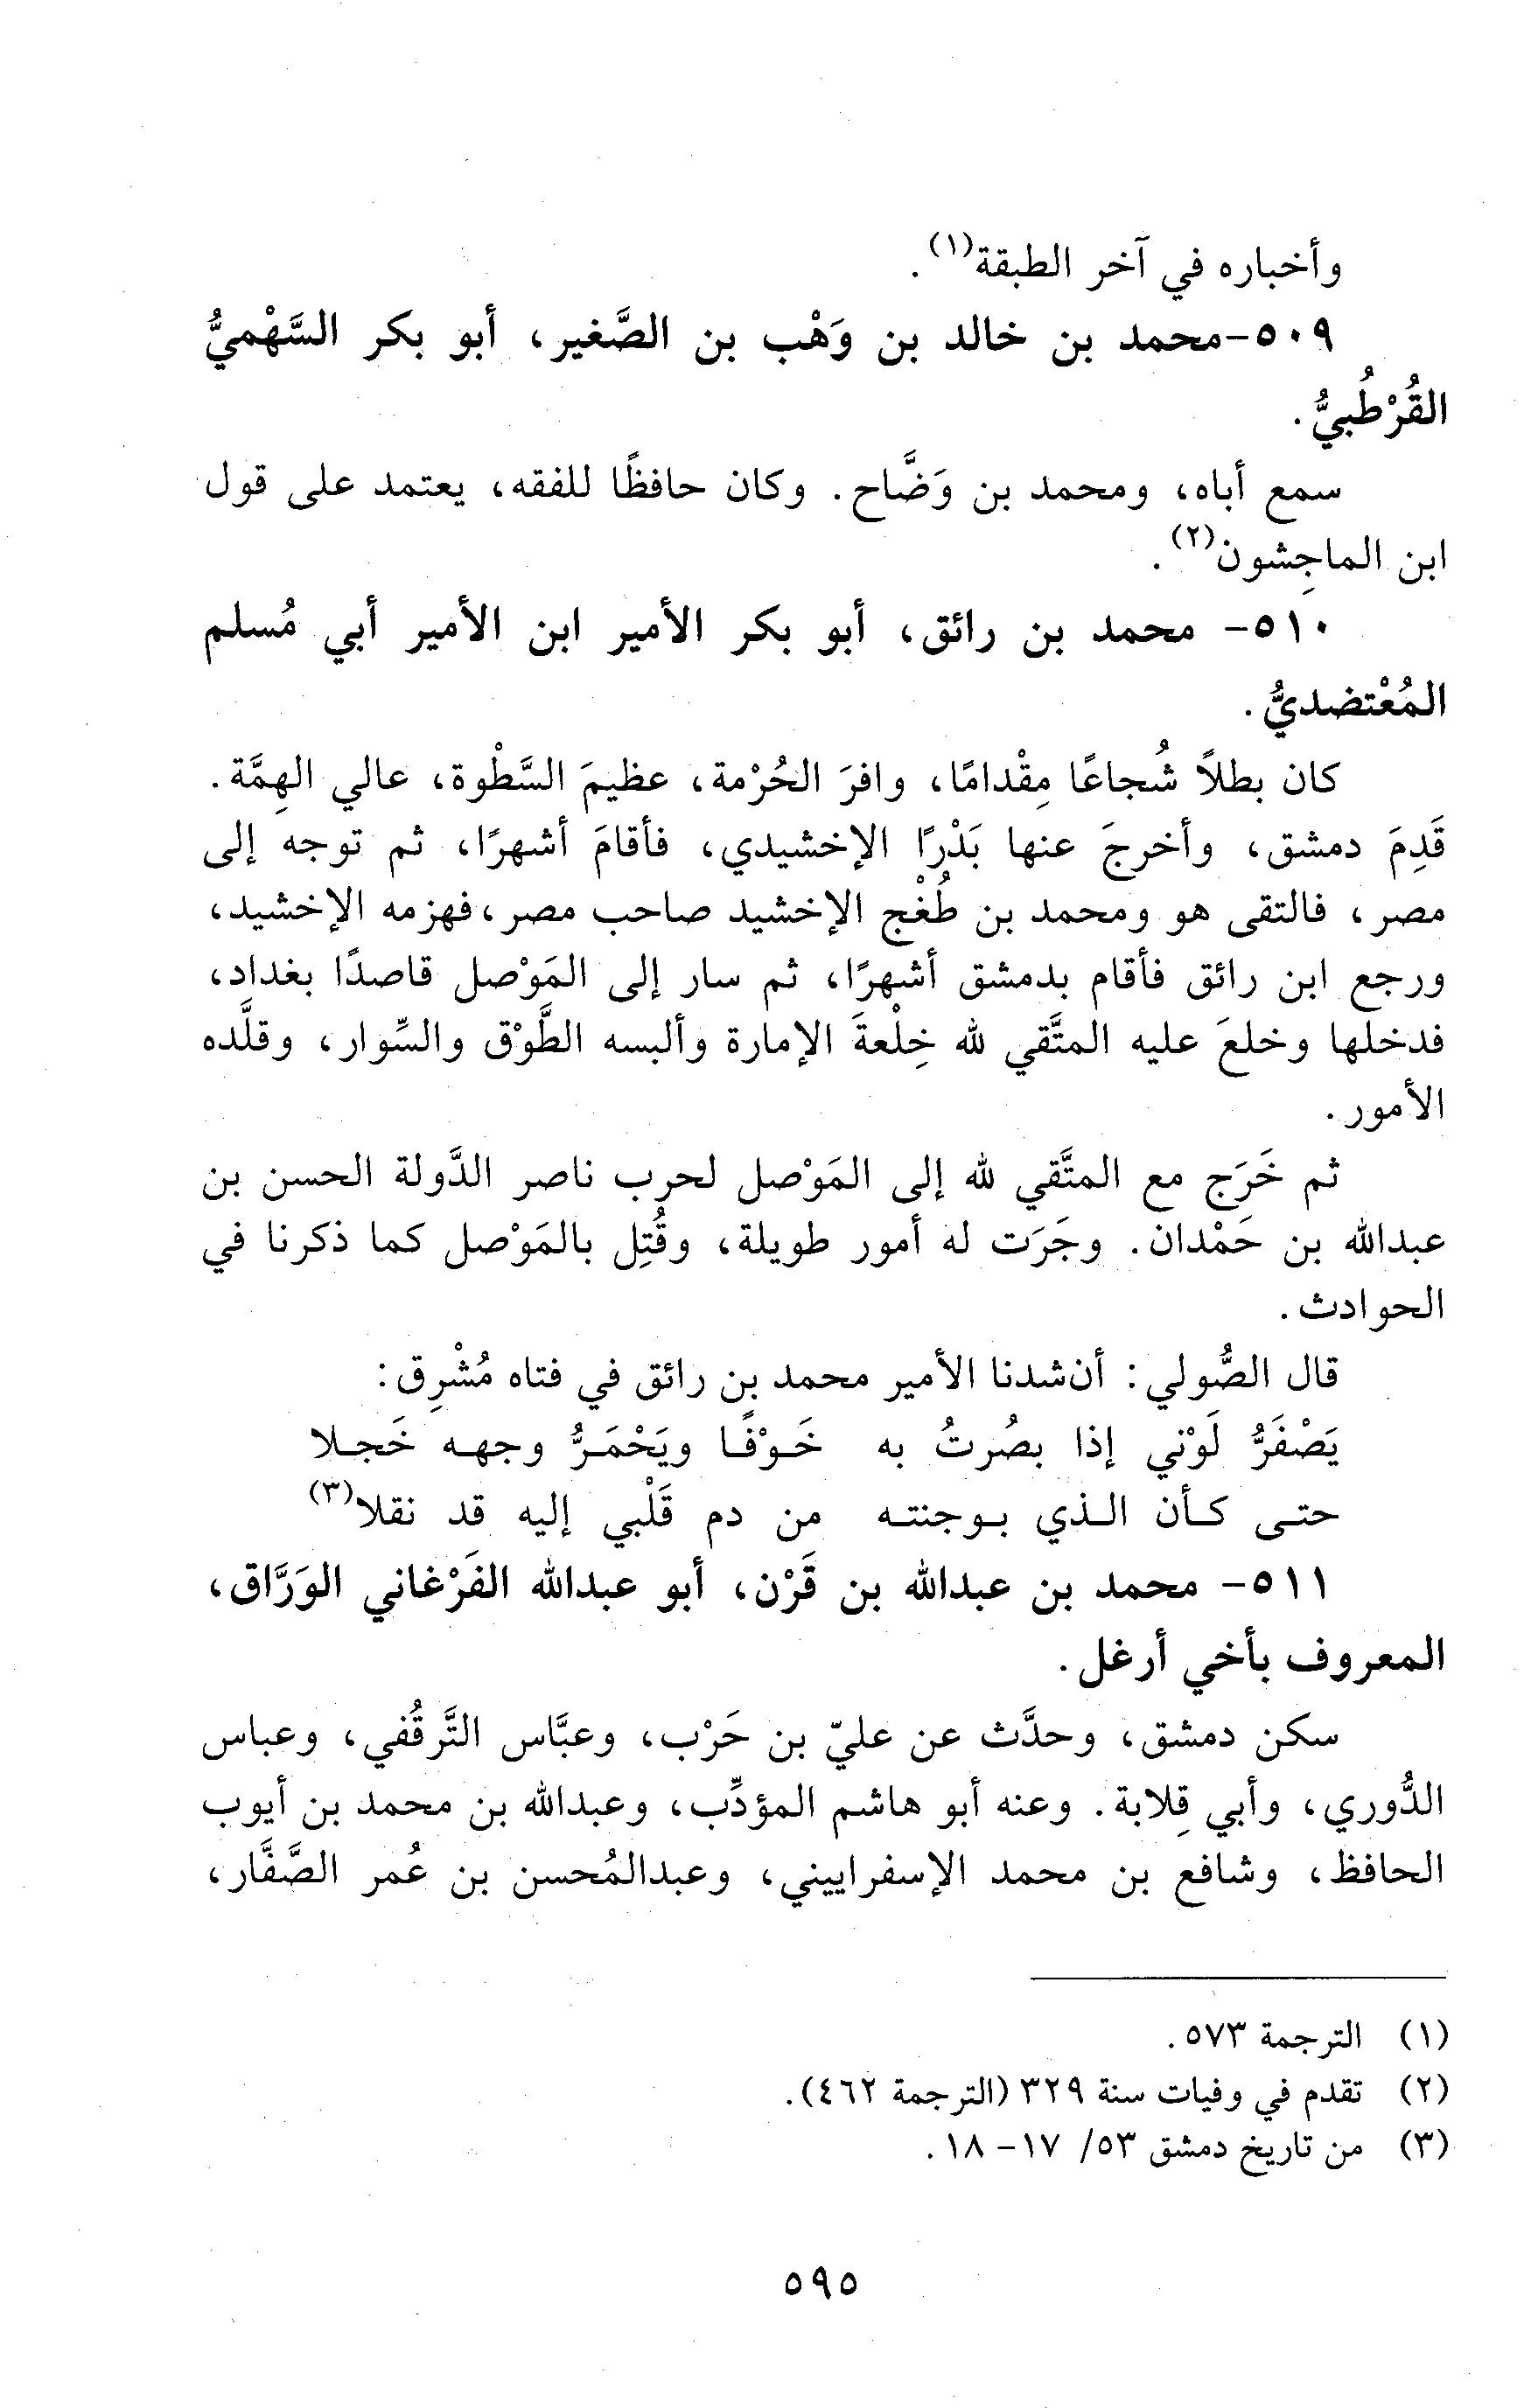 وأخباره في آخر الطبقة(١).
٥٠٩-محمد بن خالد بن وَهْب بن الصَّغير، أبو بكر السَّهْميُّ
القُرْطُبيُّ.
سمع أباه، ومحمد بن وَضَّاح. وكان حافظًا للفقه، يعتمد على قول
ابن الماجِشون(٢).
٥١٠- محمد بن رائق، أبو بكر الأمير ابن الأمير أبي مُسلم
المُعْتضديُّ.
كان بطلاً شُجاعًا مِقْدامًا، وافرَ الحُرْمة، عظيمَ السَّطْوة، عالي الهِمَّة.
قَدِمَ دمشق، وأخرجَ عنها بَدْرًا الإخشيدي، فأقامَ أشهرًا، ثم توجه إلى
مصر، فالتقى هو ومحمد بن طُغْج الإخشيد صاحب مصر، فهزمه الإخشيد،
ورجع ابن رائق فأقام بدمشق أشهرًا، ثم سار إلى المَوْصل قاصدًا بغداد،
فدخلها وخلعَ عليه المتَّقي لله خِلْعةَ الإمارة وألبسه الطَّوْق والسِّوار، وقلَّده
الأمور.
ثم خَرَج مع المتَّقي لله إلى المَوْصل لحرب ناصر الدَّولة الحسن بن
عبدالله بن حَمْدان. وجَرَت له أمور طويلة، وقُتِل بالمَوْصل كما ذكرنا في
الحوادث.
قال الصُّولي: أنشدنا الأمير محمد بن رائق في فتاه مُشْرِق:
يَصْفَرُّ لَوْني إذا بصُرتُ به خَوْفًا ويَحْمَرُّ وجهه خَجلا
حتى كأن الذي بوجنته من دم قَلْبي إليه قد نقلا(٣)
٥١١- محمد بن عبدالله بن قَرْن، أبو عبدالله الفَرْغاني الوَرَّاق،
المعروف بأخي أرغل.
سكن دمشق، وحدَّث عن عليّ بن حَرْب، وعبَّاس التَّرقُفي، وعباس
الدُّوري، وأبي قِلابة. وعنه أبو هاشم المؤدِّب، وعبدالله بن محمد بن أيوب
الحافظ، وشافع بن محمد الإسفراييني، وعبدالمُحسن بن عُمر الصَّفَّار،
(١) الترجمة ٥٧٣.
(٢) تقدم في وفيات سنة ٣٢٩ (الترجمة ٤٦٢).
(٣) من تاريخ دمشق ٥٣/ ١٧- ١٨.
٥٩٥